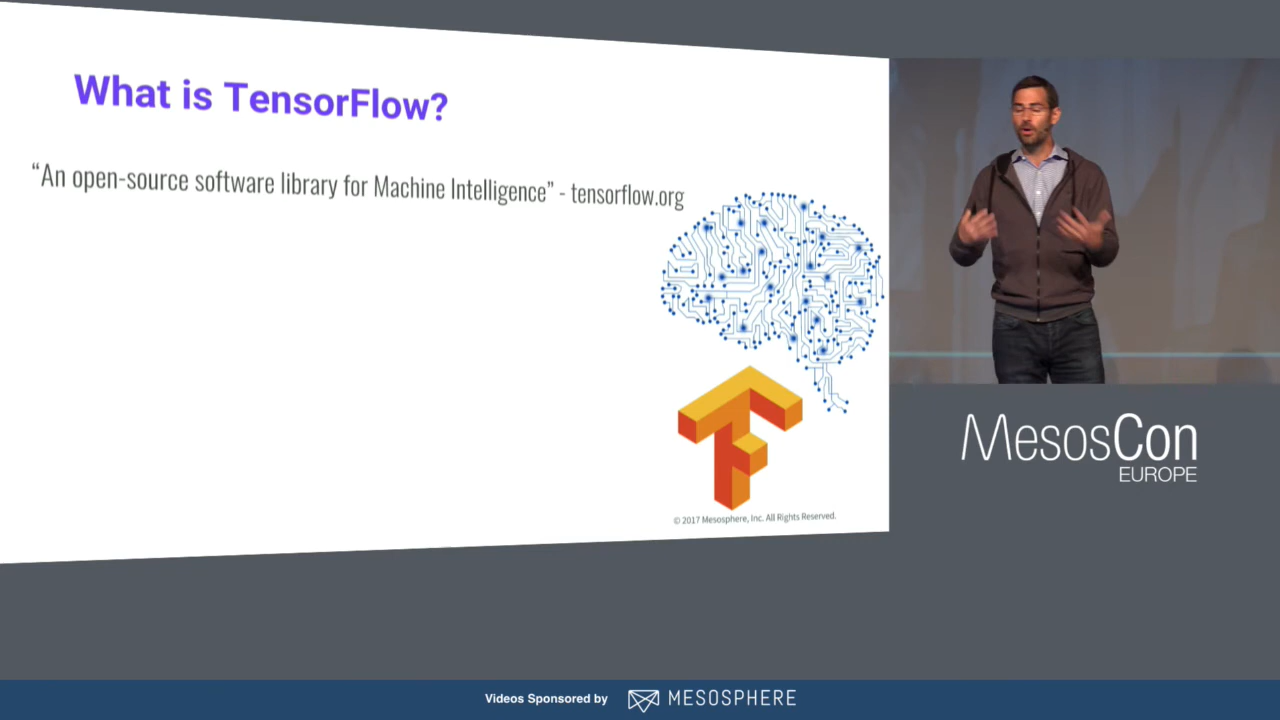 What is TensorFlow?
“An open-source software library for Machine Intelligence” - tensorflow.org
© 2017 Mesosphere, Inc. All Rights Reserved.
MesosCon
EUROPE
Videos Sponsored by MESOSPHERE